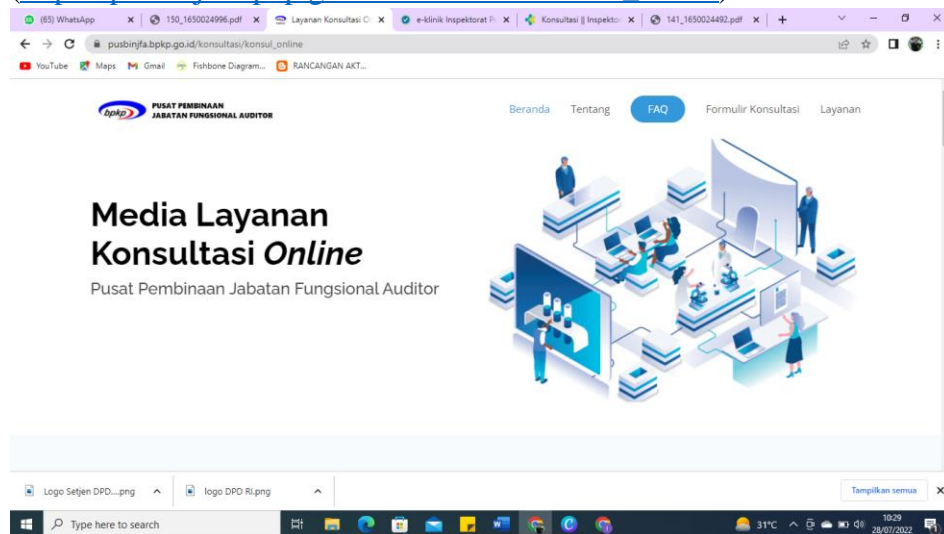 (65) WhatsApp
150_1650024996.pdf
Layanan Konsultasi O
e-klinik Inspektorat P
Konsultasi || Inspekto
141_1650024492.pdf
pusbinjfa.bpkp.go.id/konsultasi/konsul_online
YouTube Maps Gmail Fishbone Diagram... RANCANGAN AKT...
bpkp
PUSAT PEMBINAAN
JABATAN FUNGSIONAL AUDITOR
Beranda Tentang FAQ Formulir Konsultasi Layanan
Media Layanan
Konsultasi Online
Pusat Pembinaan Jabatan Fungsional Auditor
Logo Setjen DPD....png
logo DPD RI.png
Tampilkan semua
Type here to search
31°C
10:29
28/07/2022